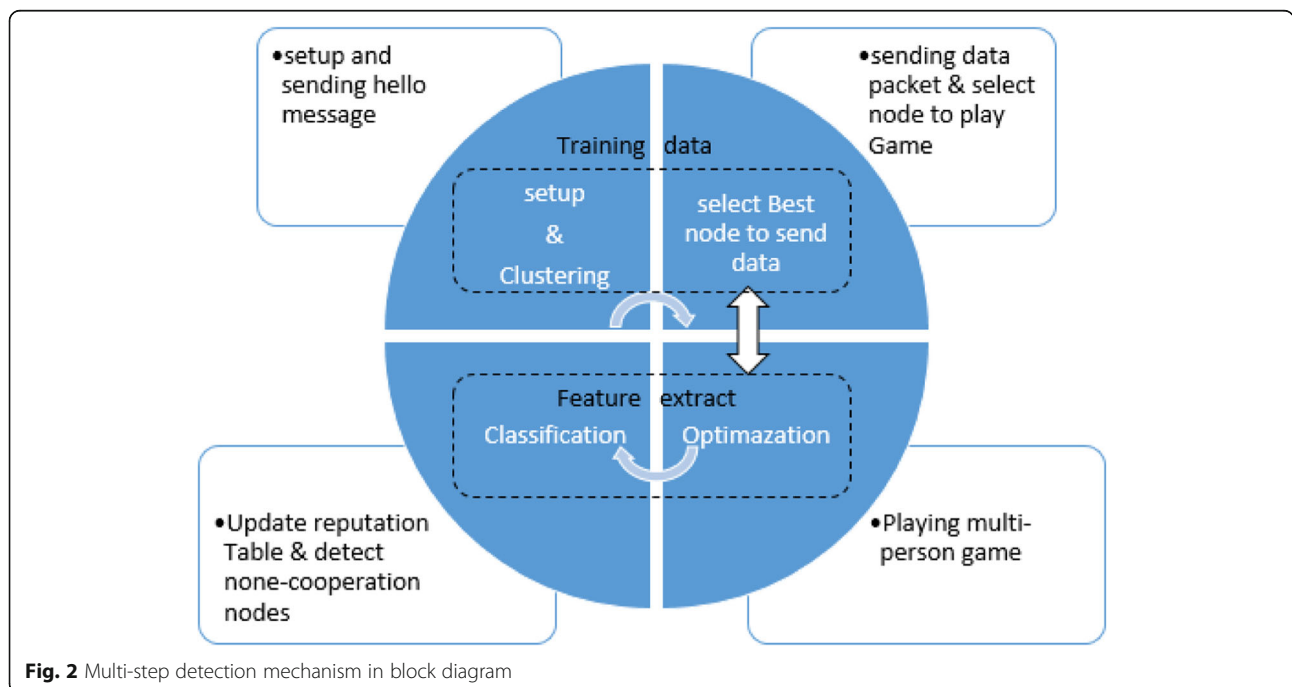 •setup and
sending hello
message
•sending data
packet & select
node to play
Game
Training data
setup
&
Clustering
select Best
node to send
data
Feature extract
Classification
Optimazation
•Update reputation
Table & detect
none-cooperation
nodes
•Playing multi-
person game
Fig. 2 Multi-step detection mechanism in block diagram